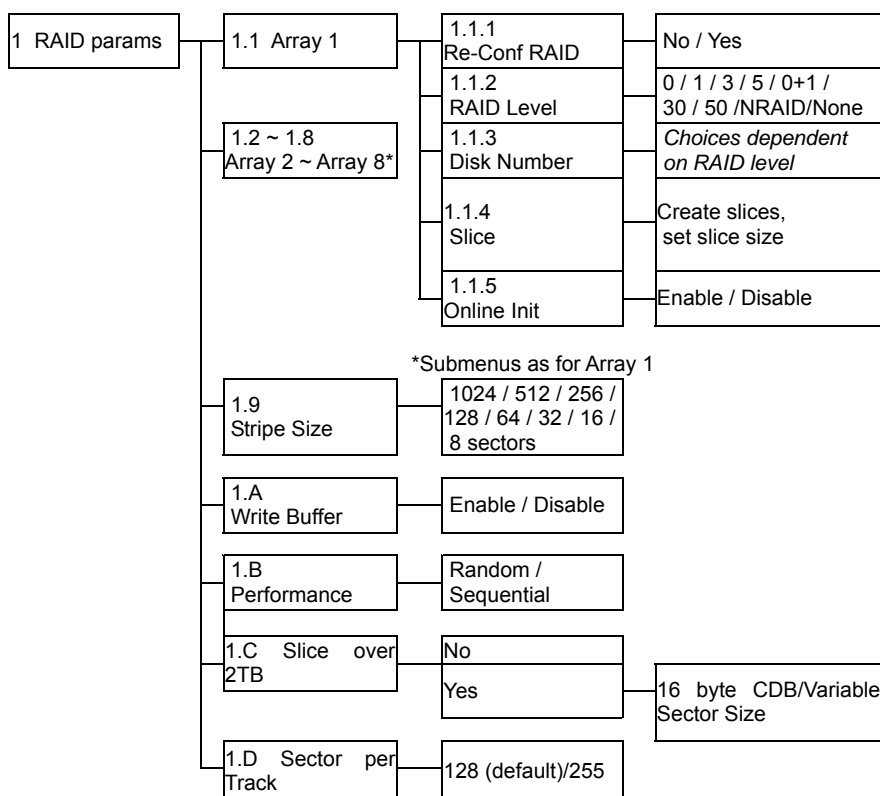 1 RAID params
1.1 Array 1
1.1.1
Re-Conf RAID
No / Yes
1.1.2
RAID Level
0 / 1 / 3 / 5 / 0+1 /
30 / 50 /NRAID/None
1.2 ~ 1.8
Array 2 ~ Array 8*
1.1.3
Disk Number
Choices dependent
on RAID level
1.1.4
Slice
Create slices,
set slice size
1.1.5
Online Init
Enable / Disable
*Submenus as for Array 1
1.9
Stripe Size
1024 / 512 / 256 /
128 / 64 / 32 / 16 /
8 sectors
1.A
Write Buffer
Enable / Disable
1.B
Performance
Random /
Sequential
1.C Slice over
2TB
No
Yes
16 byte CDB/Variable
Sector Size
1.D Sector per
Track
128 (default)/255